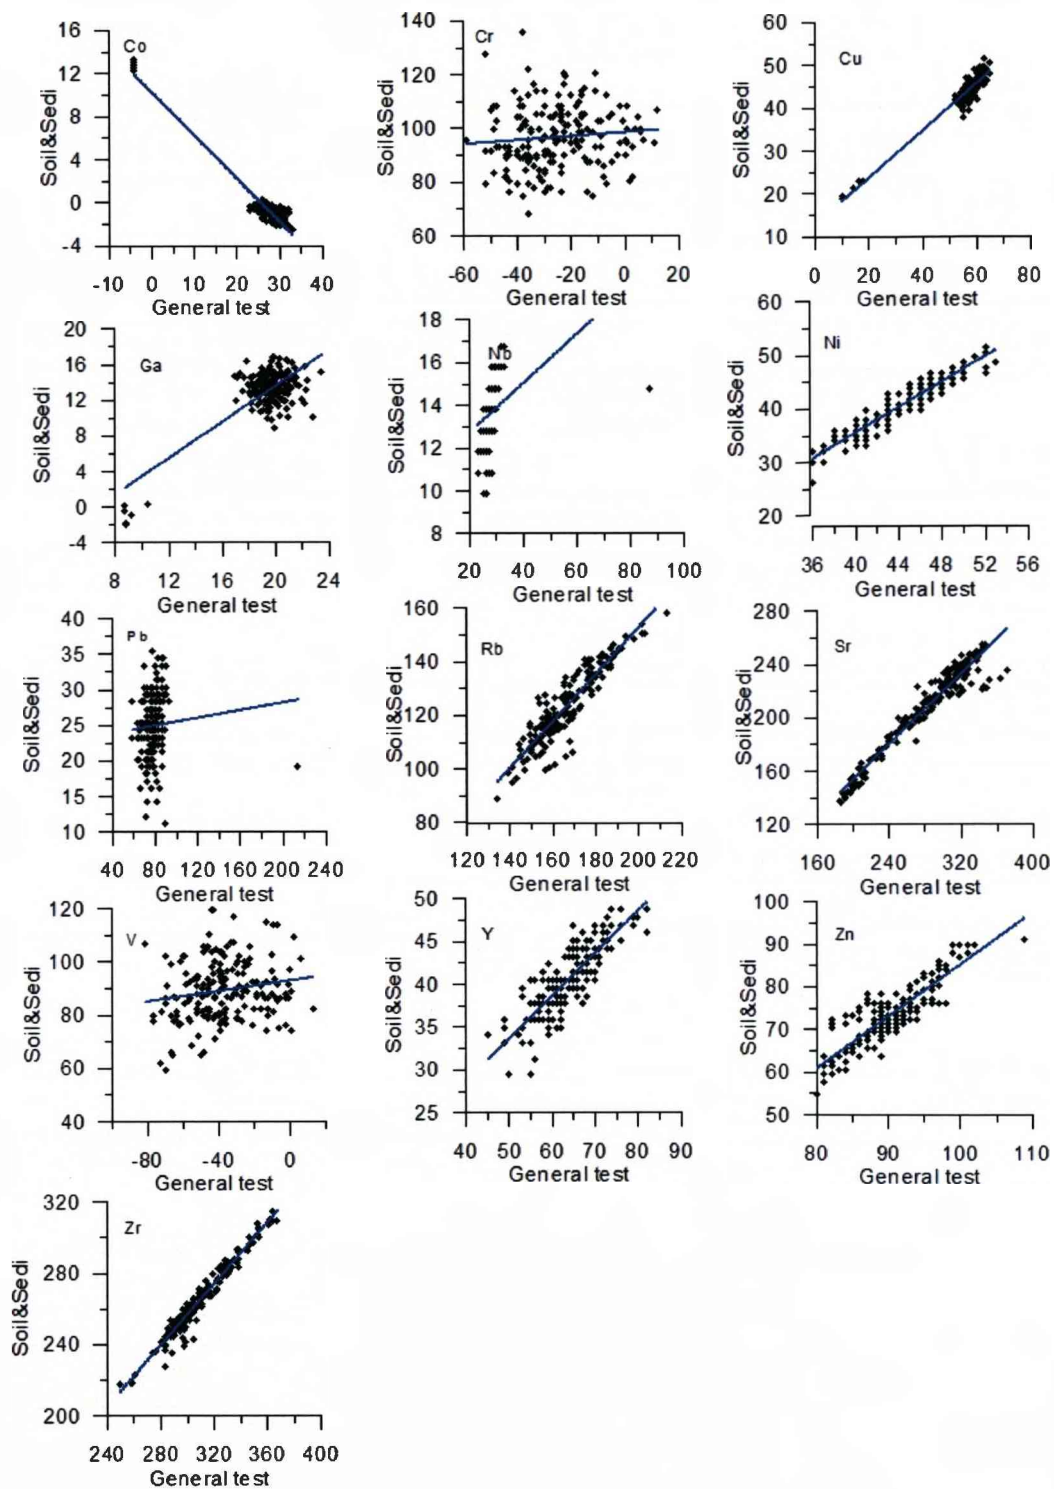 Co
Soil&Sedi
16
12
8
4
0
-4
-10 0 10 20 30 40
General test
Cr
Soil&Sedi
140
120
100
80
60
-60 -40 -20 0 20
General test
Cu
Soil&Sedi
60
50
40
30
20
10
0 20 40 60 80
General test
Ga
Soil&Sedi
20
16
12
8
4
0
-4
8 12 16 20 24
General test
Nb
Soil&Sedi
18
16
14
12
10
8
20 40 60 80 100
General test
Ni
Soil&Sedi
60
50
40
30
20
36 40 44 48 52 56
General test
Pb
Soil&Sedi
40
35
30
25
20
15
10
40 80 120 160 200 240
General test
Rb
Soil&Sedi
160
140
120
100
80
120 140 160 180 200 220
General test
Sr
Soil&Sedi
280
240
200
160
120
160 240 320 400
General test
V
Soil&Sedi
120
100
80
60
40
-80 -40 0
General test
Y
Soil&Sedi
50
45
40
35
30
25
40 50 60 70 80 90
General test
Zn
Soil&Sedi
100
90
80
70
60
50
80 90 100 110
General test
Zr
Soil&Sedi
320
280
240
200
240 280 320 360 400
General test